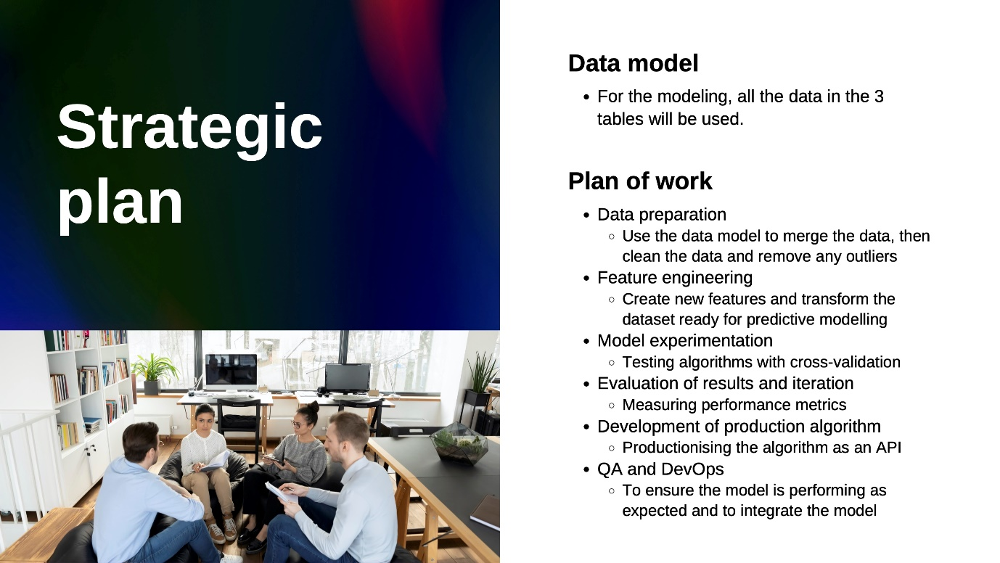 Strategic
plan
Data model
• For the modeling, all the data in the 3
tables will be used.
Plan of work
• Data preparation
○ Use the data model to merge the data, then
clean the data and remove any outliers
• Feature engineering
○ Create new features and transform the
dataset ready for predictive modelling
• Model experimentation
○ Testing algorithms with cross-validation
• Evaluation of results and iteration
○ Measuring performance metrics
• Development of production algorithm
○ Productionising the algorithm as an API
• QA and DevOps
○ To ensure the model is performing as
expected and to integrate the model